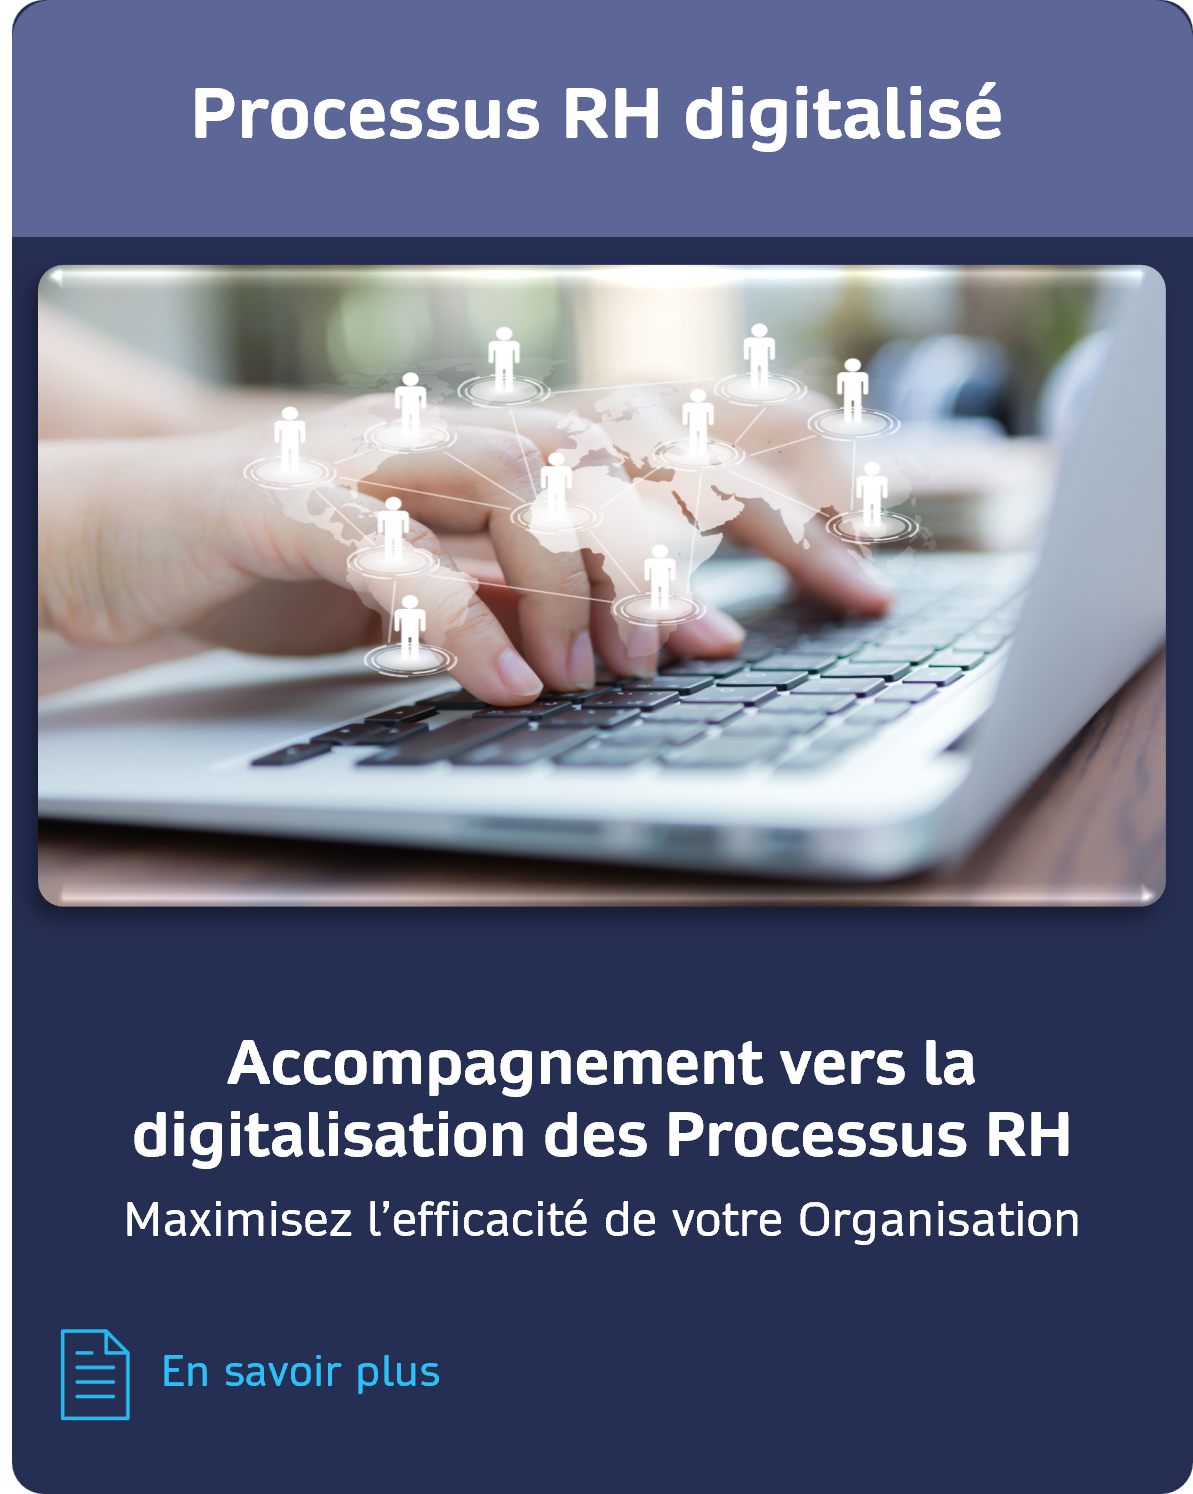 Processus RH digitalisé
Accompagnement vers la
digitalisation des Processus RH
Maximisez l’efficacité de votre Organisation
En savoir plus